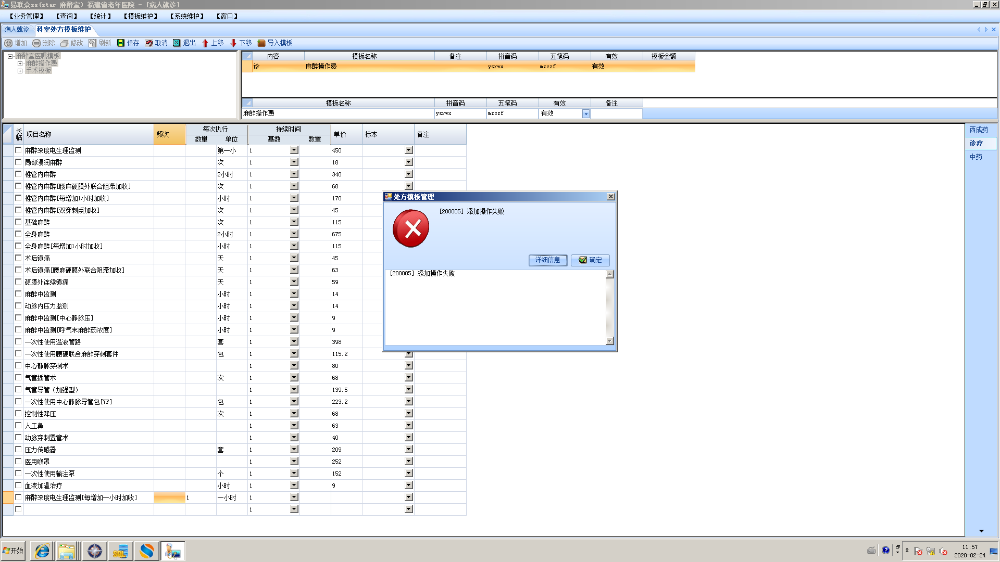 易联众ss(star 麻醉室) 福建省老年医院 - [病人就诊]
【业务管理】 【查询】 【统计】 【模板维护】 【系统维护】 【窗口】
病人就诊 科室处方模板维护
增加 删除 修改 刷新 保存 取消 退出 上移 下移 导入模板
麻醉室医嘱模板
麻醉操作费
手术模板
内容 模板名称 备注 拼音码 五笔码 有效 模板金额
诊 麻醉操作费 ysrwx mzczf 有效
模板名称 拼音码 五笔码 有效 备注
麻醉操作费 ysrwx mzczf 有效
长临 项目名称 频次 每次执行 数量 单位 持续时间 基数 数量 单价 标本 备注
麻醉深度电生理监测 第一小 1 450
局部浸润麻醉 次 1 18
椎管内麻醉 2小时 1 340
椎管内麻醉[腰麻硬膜外联合阻滞加收] 次 1 68
椎管内麻醉[每增加1小时加收] 小时 1 170
椎管内麻醉[双穿刺点加收] 次 1 45
基础麻醉 次 1 115
全身麻醉 2小时 1 675
全身麻醉[每增加1小时加收] 小时 1 115
术后镇痛 天 1 45
术后镇痛[腰麻硬膜外联合阻滞加收] 天 1 63
硬膜外连续镇痛 天 1 59
麻醉中监测 小时 1 14
动脉内压力监测 小时 1 14
麻醉中监测[中心静脉压] 小时 1 9
麻醉中监测[呼气末麻醉药浓度] 小时 1 9
一次性使用温液管路 套 1 398
一次性使用腰硬联合麻醉穿刺套件 包 1 115.2
中心静脉穿刺术 1 80
气管插管术 次 1 68
气管导管（加强型） 1 139.5
一次性使用中心静脉导管包[7F] 包 1 223.2
控制性降压 次 1 68
人工鼻 1 63
动脉穿刺置管术 1 40
压力传感器 套 1 209
医用喉罩 1 252
一次性使用输注泵 个 1 152
血液加温治疗 小时 1 9
麻醉深度电生理监测[每增加一小时加收] 1 一小时 1
1
处方模板管理
[200005] 添加操作失败
详细信息 确定
[200005] 添加操作失败
西成药
诊疗
中药
开始
SQL
11:57
2020-02-24